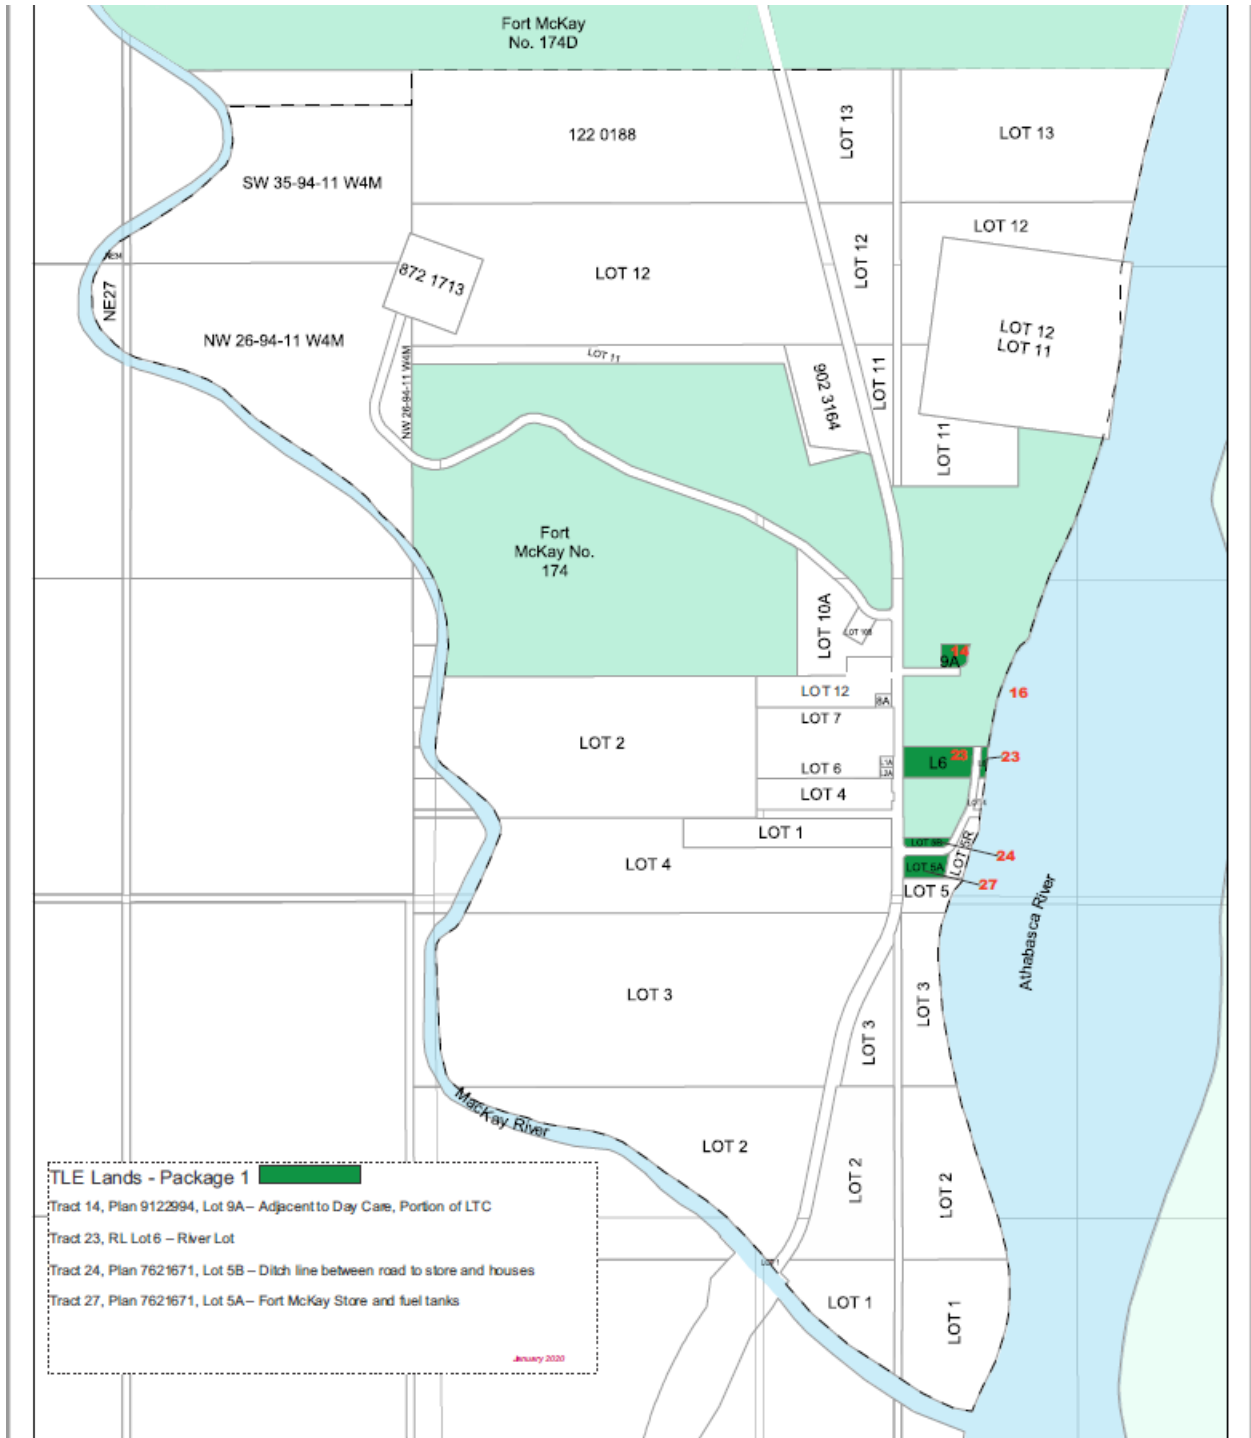 Fort McKay
No. 174D
122 0188
LOT 13
LOT 13
SW 35-94-11 W4M
LOT 12
LOT 12
LOT 12
872 1713
NE27
NW 26-94-11 W4M
LOT 12
LOT 11
LOT 11
NW 26-94-11 W4M
902 3164
LOT 11
LOT 11
Fort
McKay No.
174
LOT 10A
14
9A
16
LOT 12
8A
LOT 7
LOT 2
LOT 6
L1A
L2A
L6
23
23
LOT 4
LOT 1
LOT 4
LOT 5B
LOT 5R
24
LOT 5A
27
LOT 5
Athabasca River
LOT 3
LOT 3
LOT 3
MacKay River
LOT 2
LOT 2
LOT 2
LOT 1
LOT 1
LOT 1
TLE Lands - Package 1
Tract 14, Plan 9122994, Lot 9A – Adjacent to Day Care, Portion of LTC
Tract 23, RL Lot 6 – River Lot
Tract 24, Plan 7621671, Lot 5B – Ditch line between road to store and houses
Tract 27, Plan 7621671, Lot 5A – Fort McKay Store and fuel tanks
January 2020